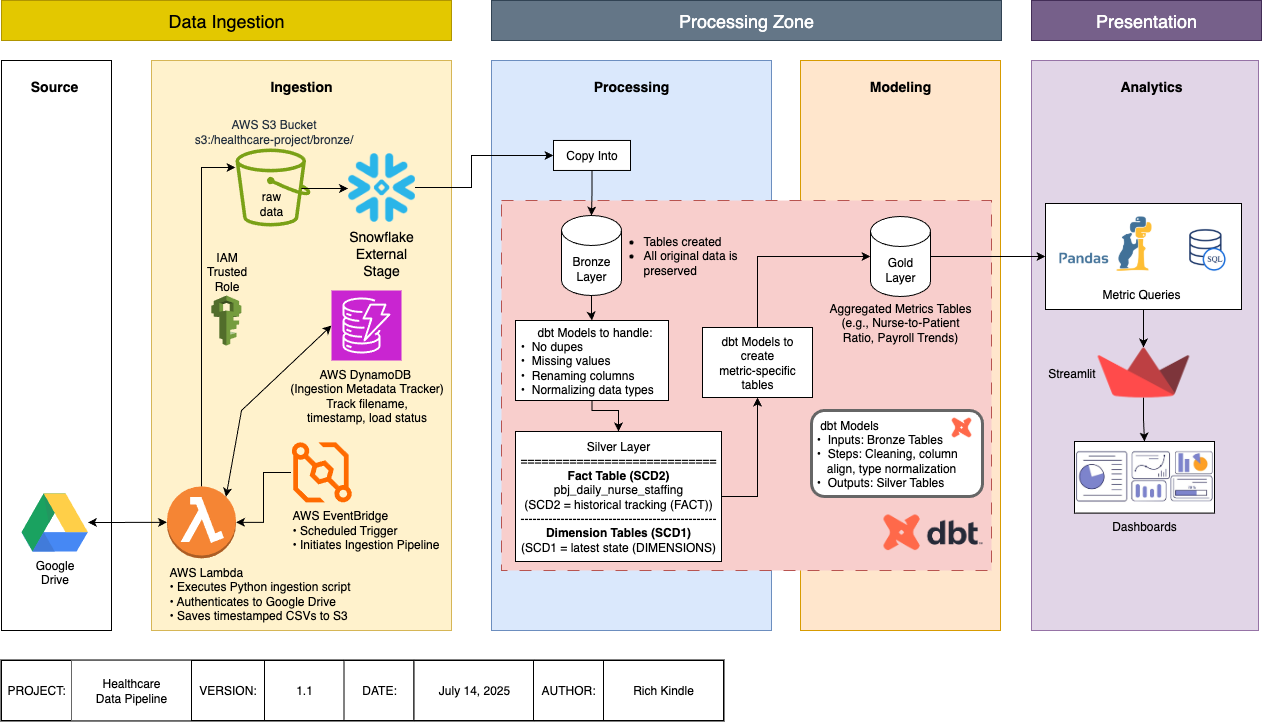 Data Ingestion
Processing Zone
Presentation
Source
Ingestion
Processing
Modeling
Analytics
AWS S3 Bucket
s3:/healthcare-project/bronze/
raw
data
Snowflake
External
Stage
IAM
Trusted
Role
AWS DynamoDB
(Ingestion Metadata Tracker)
Track filename,
timestamp, load status
AWS EventBridge
• Scheduled Trigger
• Initiates Ingestion Pipeline
Google
Drive
AWS Lambda
• Executes Python ingestion script
• Authenticates to Google Drive
• Saves timestamped CSVs to S3
Copy Into
Bronze
Layer
• Tables created
• All original data is
preserved
dbt Models to handle:
• No dupes
• Missing values
• Renaming columns
• Normalizing data types
Silver Layer
============================
Fact Table (SCD2)
pbj_daily_nurse_staffing
(SCD2 = historical tracking (FACT))
----------------------------------------
Dimension Tables (SCD1)
(SCD1 = latest state (DIMENSIONS)
dbt Models to
create
metric-specific
tables
Gold
Layer
Aggregated Metrics Tables
(e.g., Nurse-to-Patient
Ratio, Payroll Trends)
dbt Models
• Inputs: Bronze Tables
• Steps: Cleaning, column
align, type normalization
• Outputs: Silver Tables
dbt
Pandas
SQL
Metric Queries
Streamlit
Dashboards
PROJECT:
Healthcare
Data Pipeline
VERSION:
1.1
DATE:
July 14, 2025
AUTHOR:
Rich Kindle